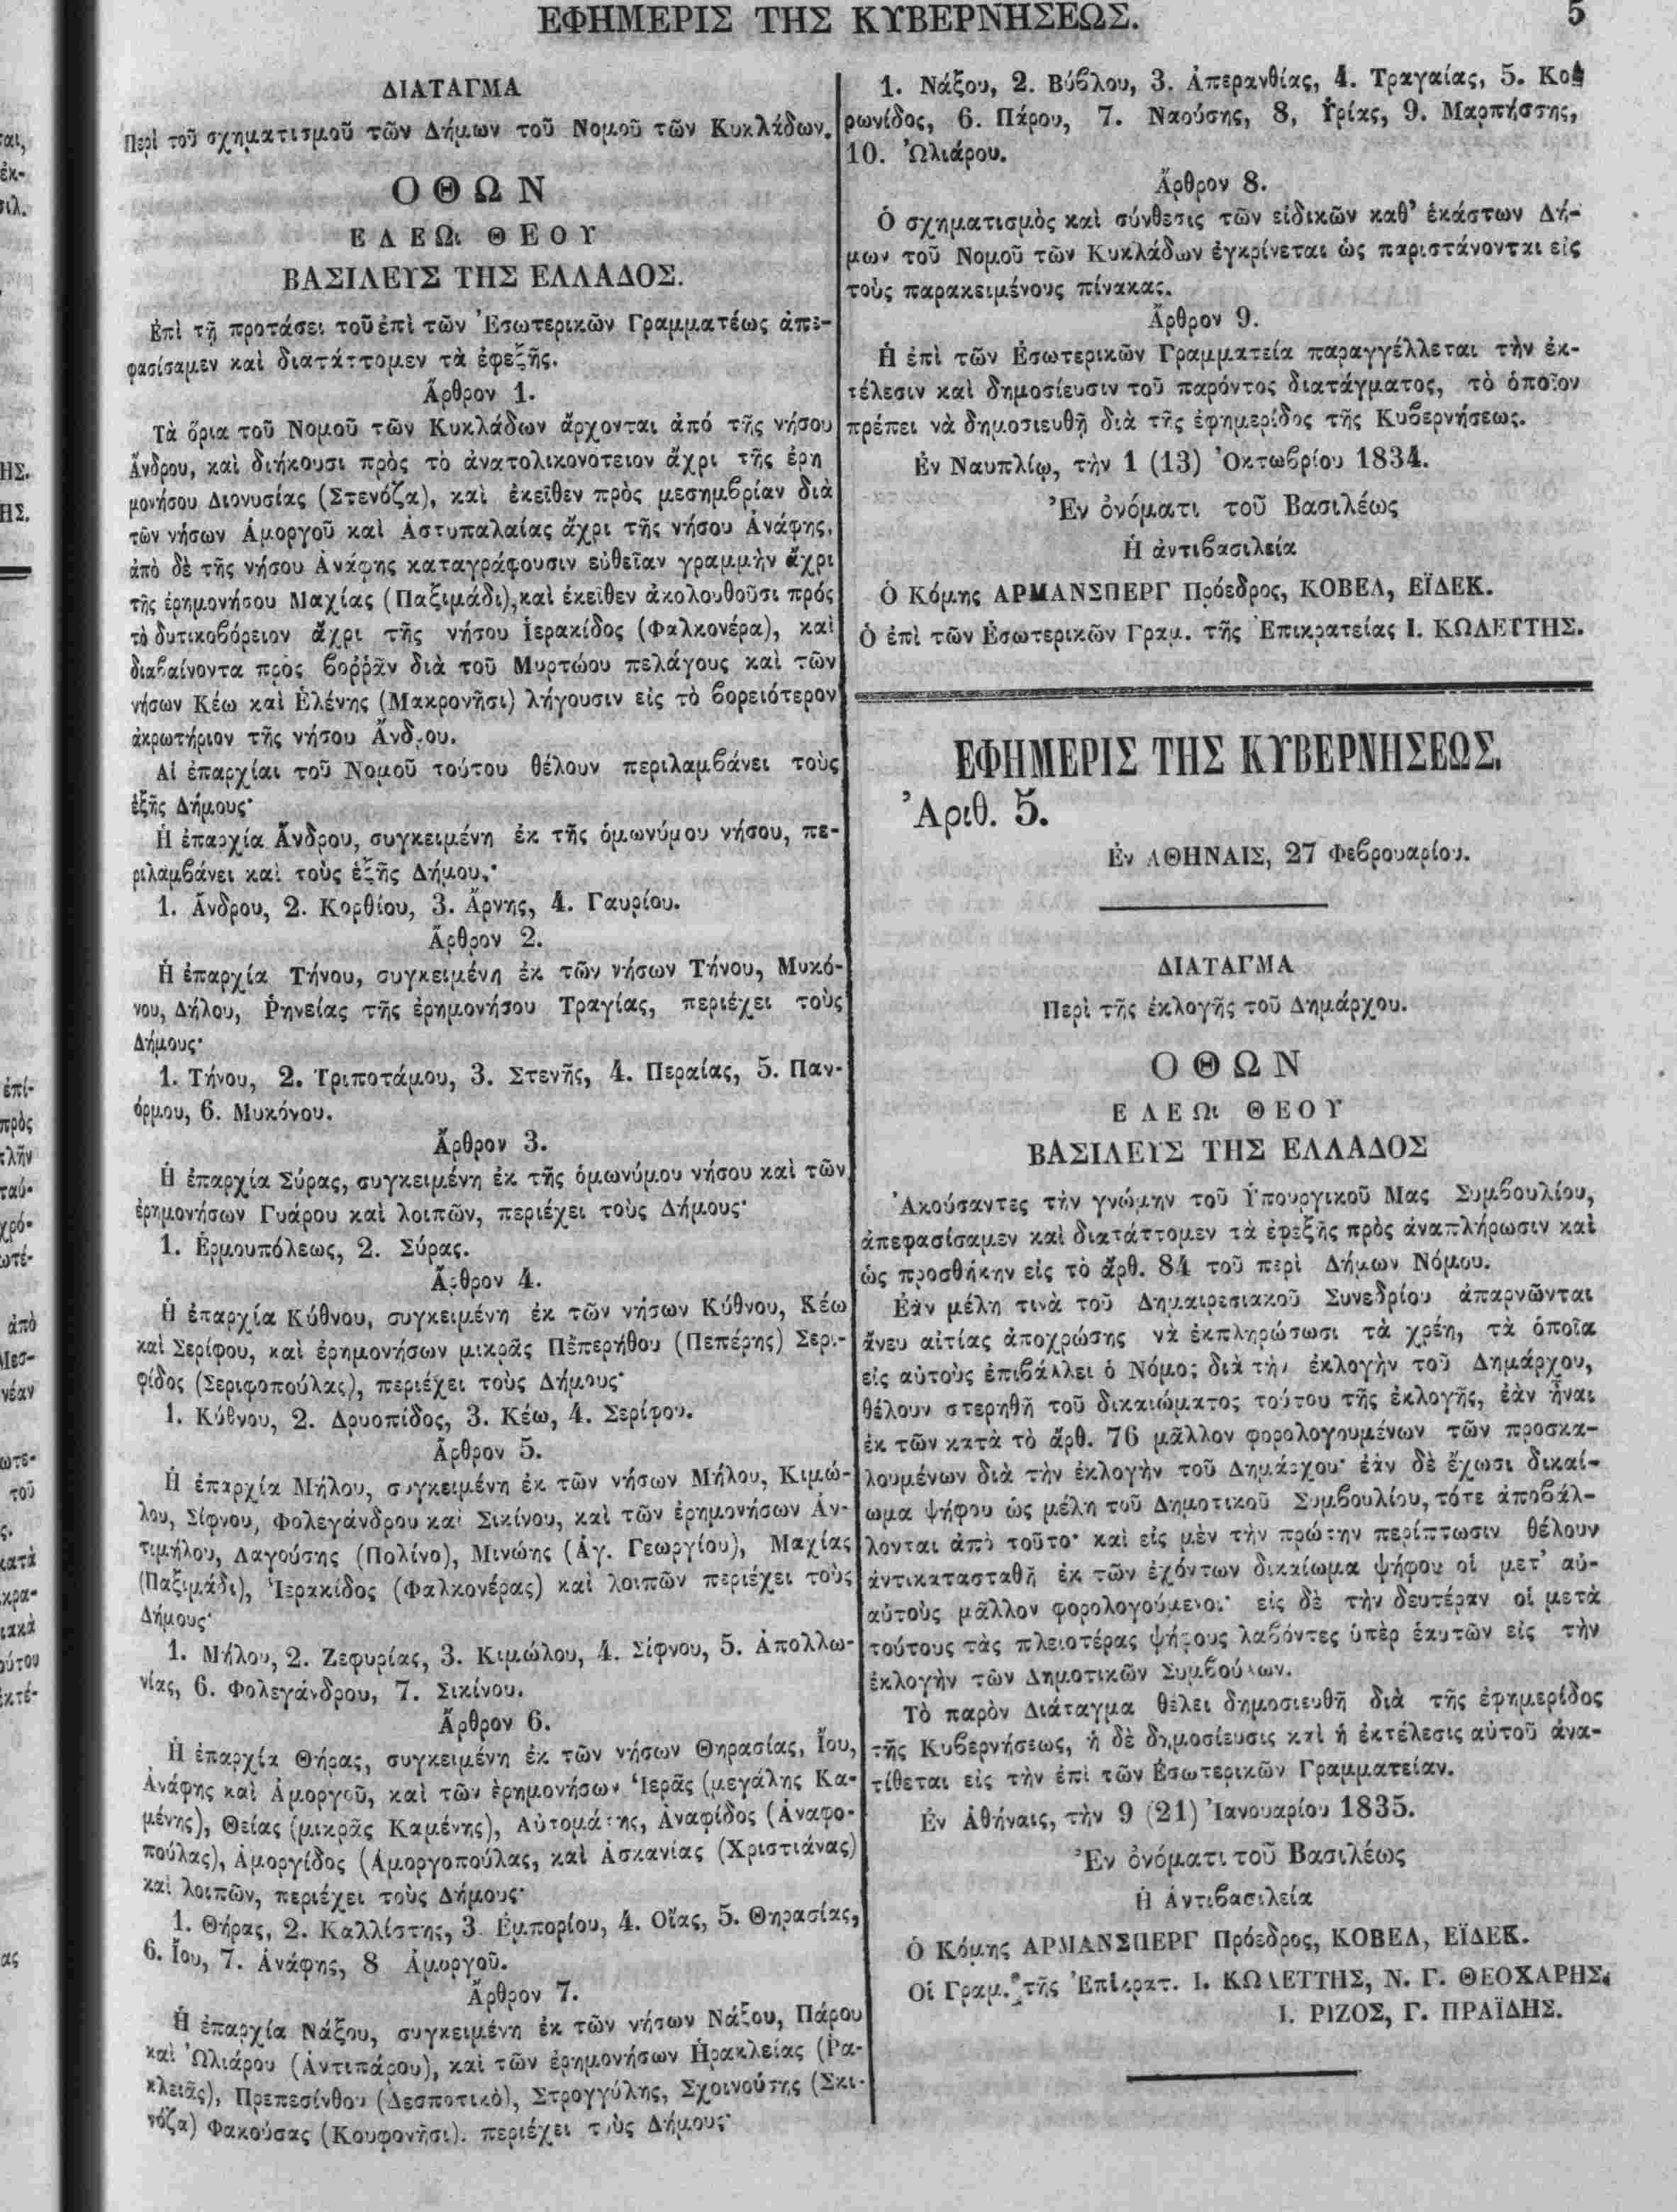 ΕΦΗΜΕΡΙΣ ΤΗΣ ΚΥΒΕΡΝΗΣΕΩΣ.
5
ΔΙΑΤΑΓΜΑ
Περὶ τοῦ σχηματισμοῦ τῶν Δήμων τοῦ Νομοῦ τῶν Κυκλάδων.
ΟΘΩΝ
ΕΛΕΩι ΘΕΟΥ
ΒΑΣΙΛΕΥΣ ΤΗΣ ΕΛΛΑΔΟΣ.
Ἐπὶ τῇ προτάσει τοῦ ἐπὶ τῶν Ἐσωτερικῶν Γραμματέως ἀπε-
φασίσαμεν καὶ διατάττομεν τὰ ἐφεξῆς.
Ἄρθρον 1.
Τὰ ὅρια τοῦ Νομοῦ τῶν Κυκλάδων ἄρχονται ἀπό τῆς νήσου
Ἄνδρου, καὶ διήκουσι πρὸς τὸ ἀνατολικονότειον ἄχρι τῆς ἐρη
μονήσου Διονυσίας (Στενόζα), καὶ ἐκεῖθεν πρὸς μεσημβρίαν διὰ
τῶν νήσων Ἀμοργοῦ καὶ Ἀστυπαλαίας ἄχρι τῆς νήσου Ἀνάφης,
ἀπὸ δὲ τῆς νήσου Ἀνάφης καταγράφουσιν εὐθεῖαν γραμμὴν ἄχρι
τῆς ἐρημονήσου Μαχίας (Παξιμάδι), καὶ ἐκεῖθεν ἀκολουθοῦσι πρός
τὸ δυτικοβόρειον ἄχρι τῆς νήσου Ἱερακίδος (Φαλκονέρα), καὶ
διαβαίνοντα πρὸς βοῤῥᾶν διὰ τοῦ Μυρτώου πελάγους καὶ τῶν
νήσων Κέω καὶ Ἑλένης (Μακρονῆσι) λήγουσιν εἰς τὸ βορειότερον
ἀκρωτήριον τῆς νήσου Ἄνδρου.
Αἱ ἐπαρχίαι τοῦ Νομοῦ τούτου θέλουν περιλαμβάνει τοὺς
ἑξῆς Δήμους·
Ἡ ἐπαρχία Ἄνδρου, συγκειμένη ἐκ τῆς ὁμωνύμου νήσου, πε-
ριλαμβάνει καὶ τοὺς ἑξῆς Δήμου.·
1. Ἄνδρου, 2. Κορθίου, 3. Ἄρνης, 4. Γαυρίου.
Ἄρθρον 2.
Ἡ ἐπαρχία Τήνου, συγκειμένη ἐκ τῶν νήσων Τήνου, Μυκό-
νου, Δήλου, Ῥηνείας τῆς ἐρημονήσου Τραγίας, περιέχει τοὺς
Δήμους·
1. Τήνου, 2. Τριποτάμου, 3. Στενῆς, 4. Περαίας, 5. Παν-
όρμου, 6. Μυκόνου.
Ἄρθρον 3.
Ἡ ἐπαρχία Σύρας, συγκειμένη ἐκ τῆς ὁμωνύμου νήσου καὶ τῶν
ἐρημονήσων Γυάρου καὶ λοιπῶν, περιέχει τοὺς Δήμους·
1. Ἑρμουπόλεως, 2. Σύρας.
Ἄρθρον 4.
Ἡ ἐπαρχία Κύθνου, συγκειμένη ἐκ τῶν νήσων Κύθνου, Κέω
καὶ Σερίφου, καὶ ἐρημονήσων μικρᾶς Πεπερήθου (Πεπέρης) Σερι-
φίδος (Σεριφοπούλας), περιέχει τοὺς Δήμους·
1. Κύθνου, 2. Δρυοπίδος, 3. Κέω, 4. Σερίφου.
Ἄρθρον 5.
Ἡ ἐπαρχία Μήλου, συγκειμένη ἐκ τῶν νήσων Μήλου, Κιμώ-
λου, Σίφνου, Φολεγάνδρου καὶ Σικίνου, καὶ τῶν ἐρημονήσων Ἀν-
τιμήλου, Λαγούσης (Πολίνο), Μινώης (Ἁγ. Γεωργίου), Μαχίας
(Παξιμάδι), Ἱερακίδος (Φαλκονέρας) καὶ λοιπῶν περιέχει τοὺς
Δήμους·
1. Μήλου, 2. Ζεφυρίας, 3. Κιμώλου, 4. Σίφνου, 5. Ἀπολλω-
νίας, 6. Φολεγάνδρου, 7. Σικίνου.
Ἄρθρον 6.
Ἡ ἐπαρχία Θήρας, συγκειμένη ἐκ τῶν νήσων Θηρασίας, Ἴου,
Ἀνάφης καὶ Ἀμοργοῦ, καὶ τῶν ἐρημονήσων Ἱερᾶς (μεγάλης Κα-
μένης), Θείας (μικρᾶς Καμένης), Αὐτομάτης, Ἀναφίδος (Ἀναφο-
πούλας), Ἀμοργίδος (Ἀμοργοπούλας, καὶ Ἀσκανίας (Χριστιάνας)
καὶ λοιπῶν, περιέχει τοὺς Δήμους·
1. Θήρας, 2. Καλλίστης, 3. Ἐμπορίου, 4. Οἴας, 5. Θηρασίας,
6. Ἴου, 7. Ἀνάφης, 8 Ἀμοργοῦ.
Ἄρθρον 7.
Ἡ ἐπαρχία Νάξου, συγκειμένη ἐκ τῶν νήσων Νάξου, Πάρου
καὶ Ὠλιάρου (Ἀντιπάρου), καὶ τῶν ἐρημονήσων Ἡρακλείας (Ῥα-
κλειᾶς), Πρεπεσίνθου (Δεσποτικὸ), Στρογγύλης, Σχοινούσης (Σκι-
νόζα) Φακούσας (Κουφονῆσι). περιέχει τοὺς Δήμους·
1. Νάξου, 2. Βύβλου, 3. Ἀπερανθίας, 4. Τραγαίας, 5. Κο-
ρωνίδος, 6. Πάρου, 7. Ναούσης, 8, Ὑρίας, 9. Μαρπήσσης,
10. Ὠλιάρου.
Ἄρθρον 8.
Ὁ σχηματισμὸς καὶ σύνθεσις τῶν εἰδικῶν καθ' ἑκάστων Δή-
μων τοῦ Νομοῦ τῶν Κυκλάδων ἐγκρίνεται ὡς παριστάνονται εἰς
τοὺς παρακειμένους πίνακας.
Ἄρθρον 9.
Ἡ ἐπὶ τῶν Ἐσωτερικῶν Γραμματεία παραγγέλλεται τὴν ἐκ-
τέλεσιν καὶ δημοσίευσιν τοῦ παρόντος διατάγματος, τὸ ὁποῖον
πρέπει νὰ δημοσιευθῇ διὰ τῆς ἐφημερίδος τῆς Κυβερνήσεως.
Ἐν Ναυπλίῳ, τὴν 1 (13) Ὀκτωβρίου 1834.
Ἐν ὀνόματι τοῦ Βασιλέως
Ἡ ἀντιβασιλεία
Ὁ Κόμης ΑΡΜΑΝΣΠΕΡΓ Πρόεδρος, ΚΟΒΕΛ, ΕΪΔΕΚ.
Ὁ ἐπὶ τῶν Ἐσωτερικῶν Γραμ. τῆς Ἐπικρατείας Ι. ΚΩΛΕΤΤΗΣ.
ΕΦΗΜΕΡΙΣ ΤΗΣ ΚΥΒΕΡΝΗΣΕΩΣ.
Ἀριθ. 5.
Ἐν ΑΘΗΝΑΙΣ, 27 Φεβρουαρίου.
ΔΙΑΤΑΓΜΑ
Περὶ τῆς ἐκλογῆς τοῦ Δημάρχου.
ΟΘΩΝ
ΕΛΕΩι ΘΕΟΥ
ΒΑΣΙΛΕΥΣ ΤΗΣ ΕΛΛΑΔΟΣ
Ἀκούσαντες τὴν γνώμην τοῦ Ὑπουργικοῦ Μας Συμβουλίου,
ἀπεφασίσαμεν καὶ διατάττομεν τὰ ἐφεξῆς πρὸς ἀναπλήρωσιν καὶ
ὡς προσθήκην εἰς τὸ ἄρθ. 84 τοῦ περὶ Δήμων Νόμου.
Ἐὰν μέλη τινὰ τοῦ Δημαιρεσιακοῦ Συνεδρίου ἀπαρνῶνται
ἄνευ αἰτίας ἀποχρώσης νὰ ἐκπληρώσωσι τὰ χρέη, τὰ ὁποῖα
εἰς αὐτοὺς ἐπιβάλλει ὁ Νόμος διὰ τὴν ἐκλογὴν τοῦ Δημάρχου,
θέλουν στερηθῆ τοῦ δικαιώματος τούτου τῆς ἐκλογῆς, ἐὰν ἦναι
ἐκ τῶν κατὰ τὸ ἄρθ. 76 μᾶλλον φορολογουμένων τῶν προσκα-
λουμένων διὰ τὴν ἐκλογὴν τοῦ Δημάρχου· ἐὰν δὲ ἔχωσι δικαί-
ωμα ψήφου ὡς μέλη τοῦ Δημοτικοῦ Συμβουλίου, τότε ἀποβάλ-
λονται ἀπὸ τοῦτο· καὶ εἰς μὲν τὴν πρώτην περίπτωσιν θέλουν
ἀντικατασταθῆ ἐκ τῶν ἐχόντων δικαίωμα ψήφου οἱ μετ' αὐ-
αὐτοὺς μᾶλλον φορολογούμενοι· εἰς δὲ τὴν δευτέραν οἱ μετὰ
τούτους τὰς πλειοτέρας ψήφους λαβόντες ὑπὲρ ἑαυτῶν εἰς τὴν
ἐκλογὴν τῶν Δημοτικῶν Συμβούλων.
Τὸ παρὸν Διάταγμα θέλει δημοσιευθῆ διὰ τῆς ἐφημερίδος
τῆς Κυβερνήσεως, ἡ δὲ δημοσίευσις καὶ ἡ ἐκτέλεσις αὐτοῦ ἀνα-
τίθεται εἰς τὴν ἐπὶ τῶν Ἐσωτερικῶν Γραμματείαν.
Ἐν Ἀθήναις, τὴν 9 (21) Ἰανουαρίου 1835.
Ἐν ὀνόματι τοῦ Βασιλέως
Ἡ Ἀντιβασιλεία
Ὁ Κόμης ΑΡΜΑΝΣΠΕΡΓ Πρόεδρος, ΚΟΒΕΛ, ΕΪΔΕΚ.
Οἱ Γραμ. τῆς Ἐπικρατ. Ι. ΚΩΛΕΤΤΗΣ, Ν. Γ. ΘΕΟΧΑΡΗΣ,
Ι. ΡΙΖΟΣ, Γ. ΠΡΑΪΔΗΣ.